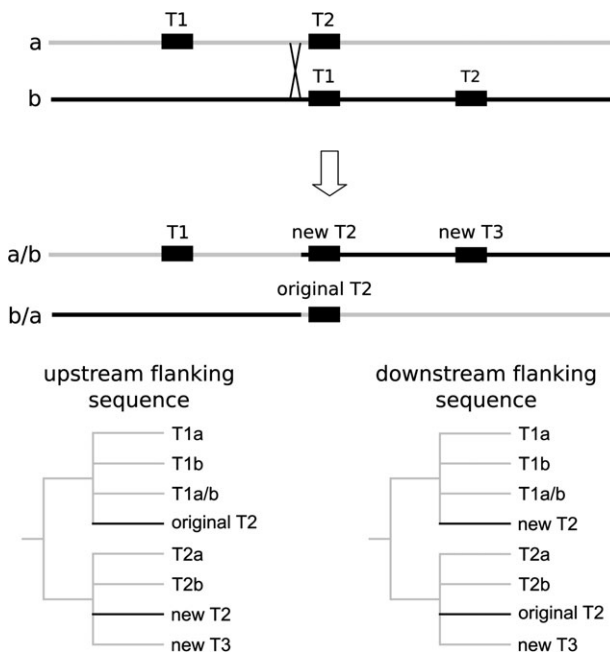 T1 T2
a
T1 T2
b
T1 new T2 new T3
a/b
original T2
b/a
upstream flanking
sequence
T1a
T1b
T1a/b
original T2
T2a
T2b
new T2
new T3
downstream flanking
sequence
T1a
T1b
T1a/b
new T2
T2a
T2b
original T2
new T3